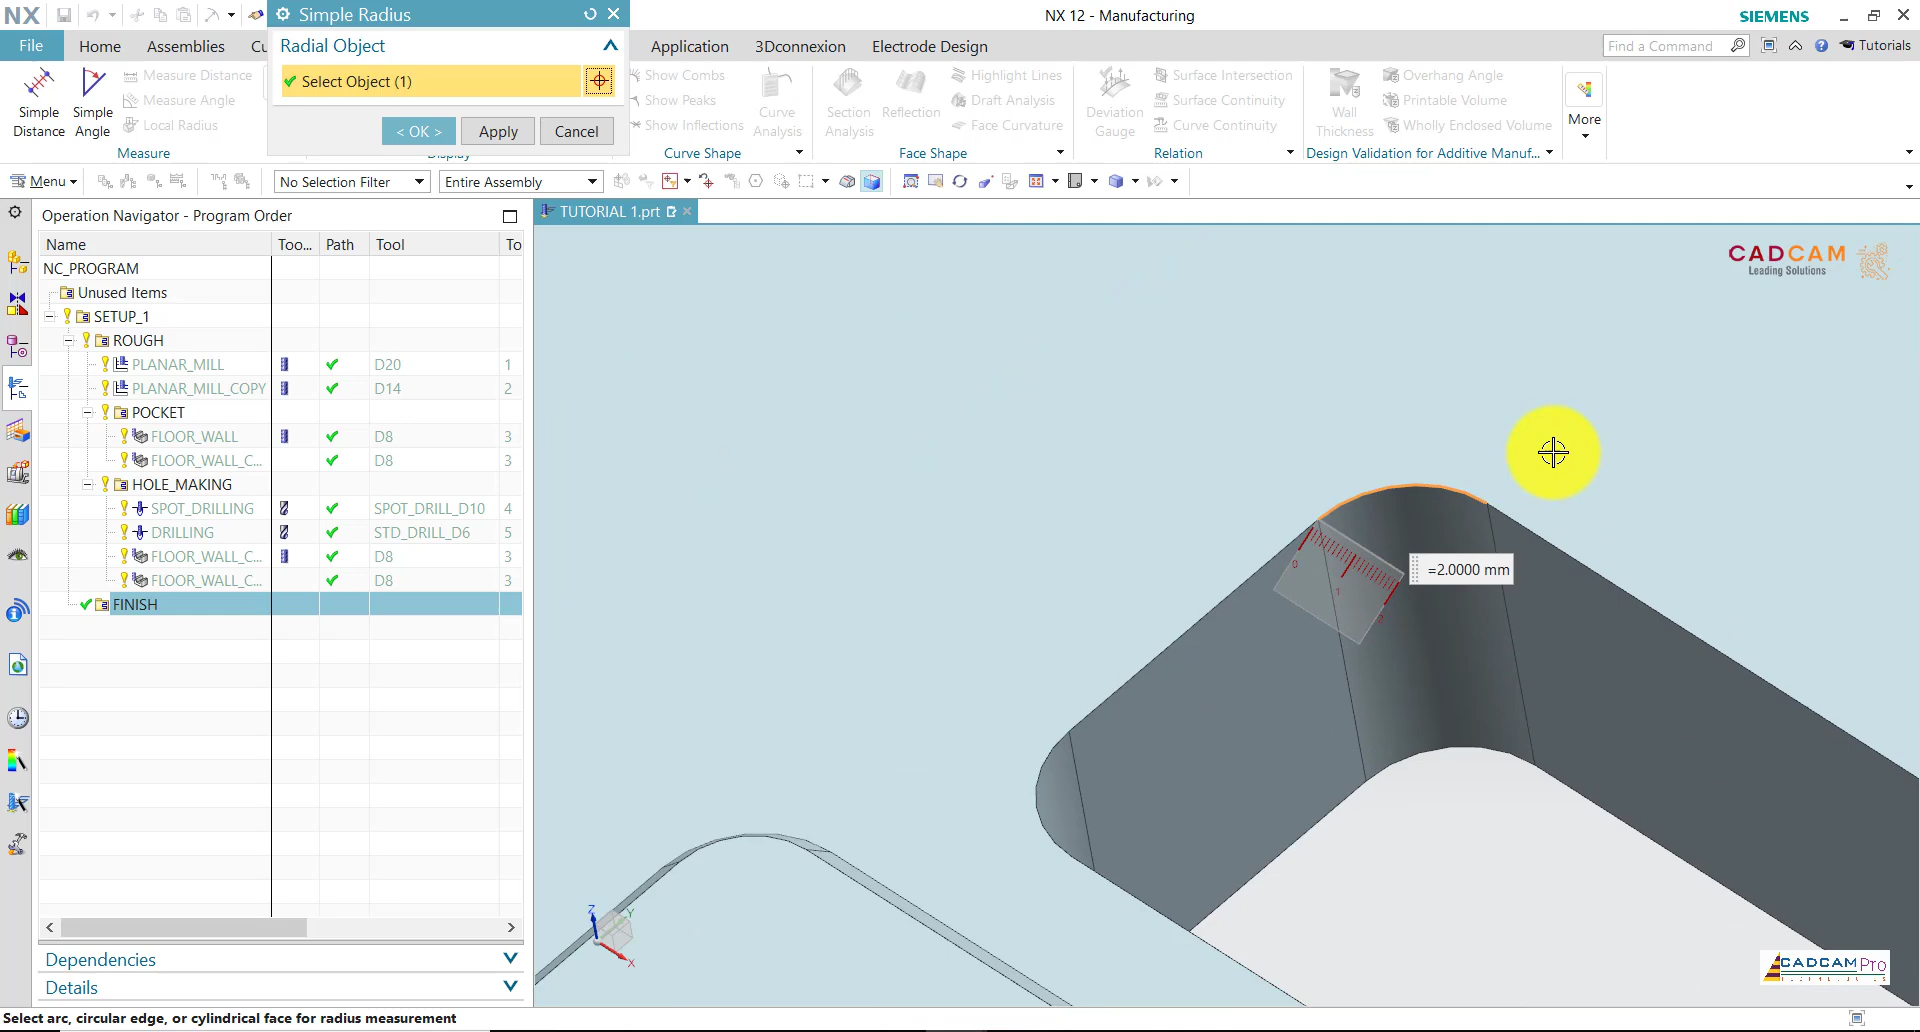 NX
Simple Radius
NX 12 - Manufacturing
SIEMENS
File
Home
Assemblies
Cu
Radial Object
Application
3Dconnexion
Electrode Design
Find a Command
Tutorials
Select Object (1)
< OK >
Apply
Cancel
Simple
Distance
Simple
Angle
Measure Distance
Measure Angle
Local Radius
Measure
Display
Show Combs
Show Peaks
Show Inflections
Curve
Analysis
Curve Shape
Section
Analysis
Reflection
Highlight Lines
Draft Analysis
Face Curvature
Face Shape
Deviation
Gauge
Surface Intersection
Surface Continuity
Curve Continuity
Relation
Wall
Thickness
Overhang Angle
Printable Volume
Wholly Enclosed Volume
Design Validation for Additive Manuf...
More
Menu
No Selection Filter
Entire Assembly
Operation Navigator - Program Order
TUTORIAL 1.prt
Name
Too...
Path
Tool
To
NC_PROGRAM
Unused Items
SETUP_1
ROUGH
PLANAR_MILL D20 1
PLANAR_MILL_COPY D14 2
POCKET
FLOOR_WALL D8 3
FLOOR_WALL_C... D8 3
HOLE_MAKING
SPOT_DRILLING SPOT_DRILL_D10 4
DRILLING STD_DRILL_D6 5
FLOOR_WALL_C... D8 3
FLOOR_WALL_C... D8 3
FINISH
Dependencies
Details
CADCAM
Leading Solutions
0
1
2
=2.0000 mm
Z
Y
X
CADCAMPro
Select arc, circular edge, or cylindrical face for radius measurement